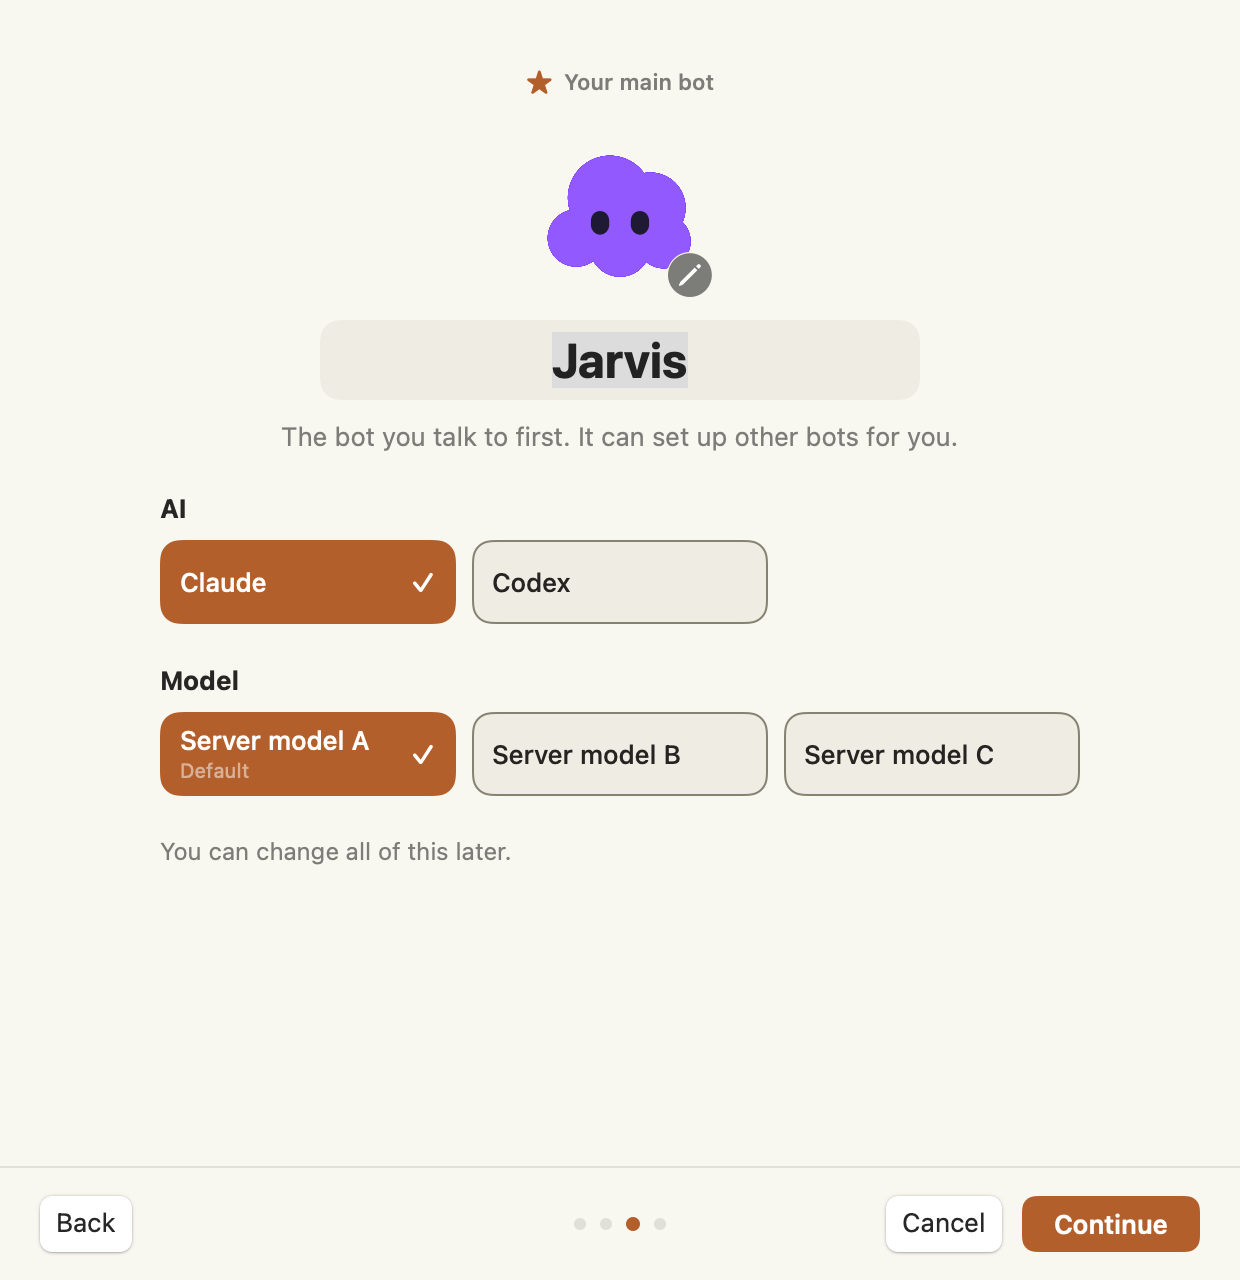 Your main bot
Jarvis
The bot you talk to first. It can set up other bots for you.
AI
Claude
Codex
Model
Server model A
Default
Server model B
Server model C
You can change all of this later.
Back
Cancel
Continue